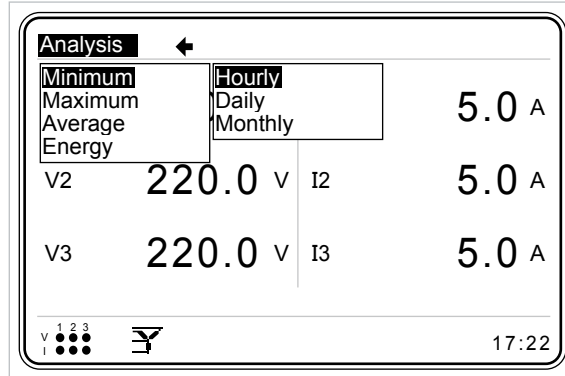 Analysis
Minimum Hourly
Maximum Daily 5.0 A
Average Monthly
Energy
V2 220.0 V I2 5.0 A
V3 220.0 V I3 5.0 A
1 2 3
V
I
17:22